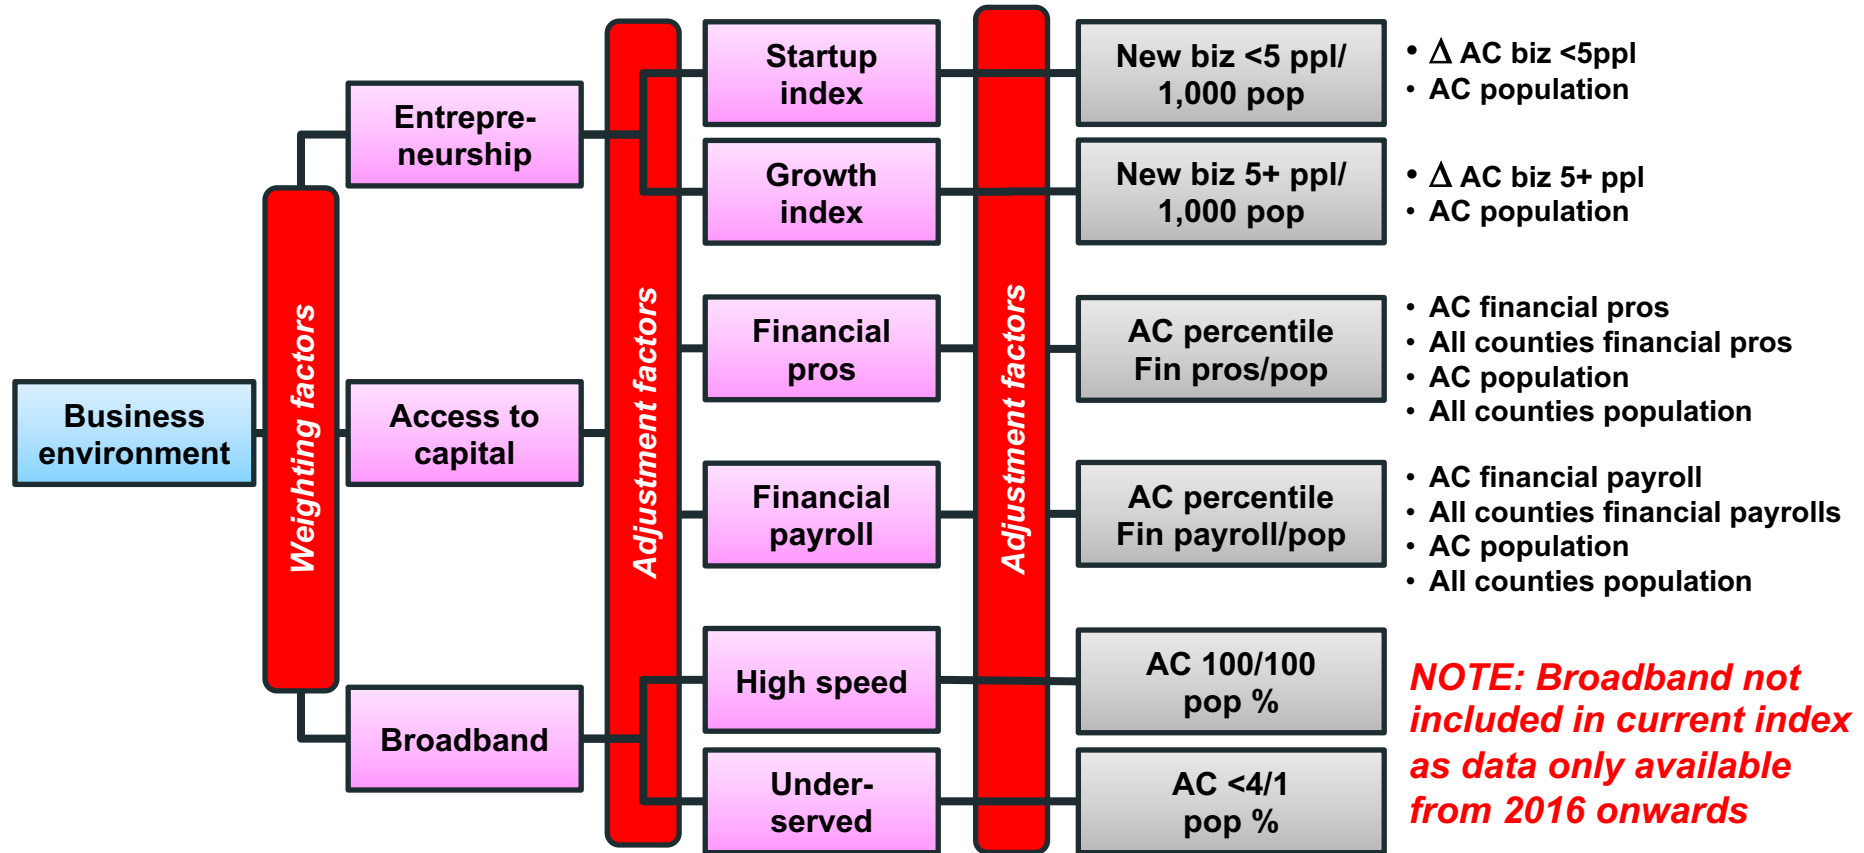 Business
environment
Weighting factors
Entrepre-
neurship
Access to
capital
Broadband
Adjustment factors
Startup
index
Growth
index
Financial
pros
Financial
payroll
High speed
Under-
served
Adjustment factors
New biz <5 ppl/
1,000 pop
New biz 5+ ppl/
1,000 pop
AC percentile
Fin pros/pop
AC percentile
Fin payroll/pop
AC 100/100
pop %
AC <4/1
pop %
• Δ AC biz <5ppl
• AC population
• Δ AC biz 5+ ppl
• AC population
• AC financial pros
• All counties financial pros
• AC population
• All counties population
• AC financial payroll
• All counties financial payrolls
• AC population
• All counties population
NOTE: Broadband not
included in current index
as data only available
from 2016 onwards